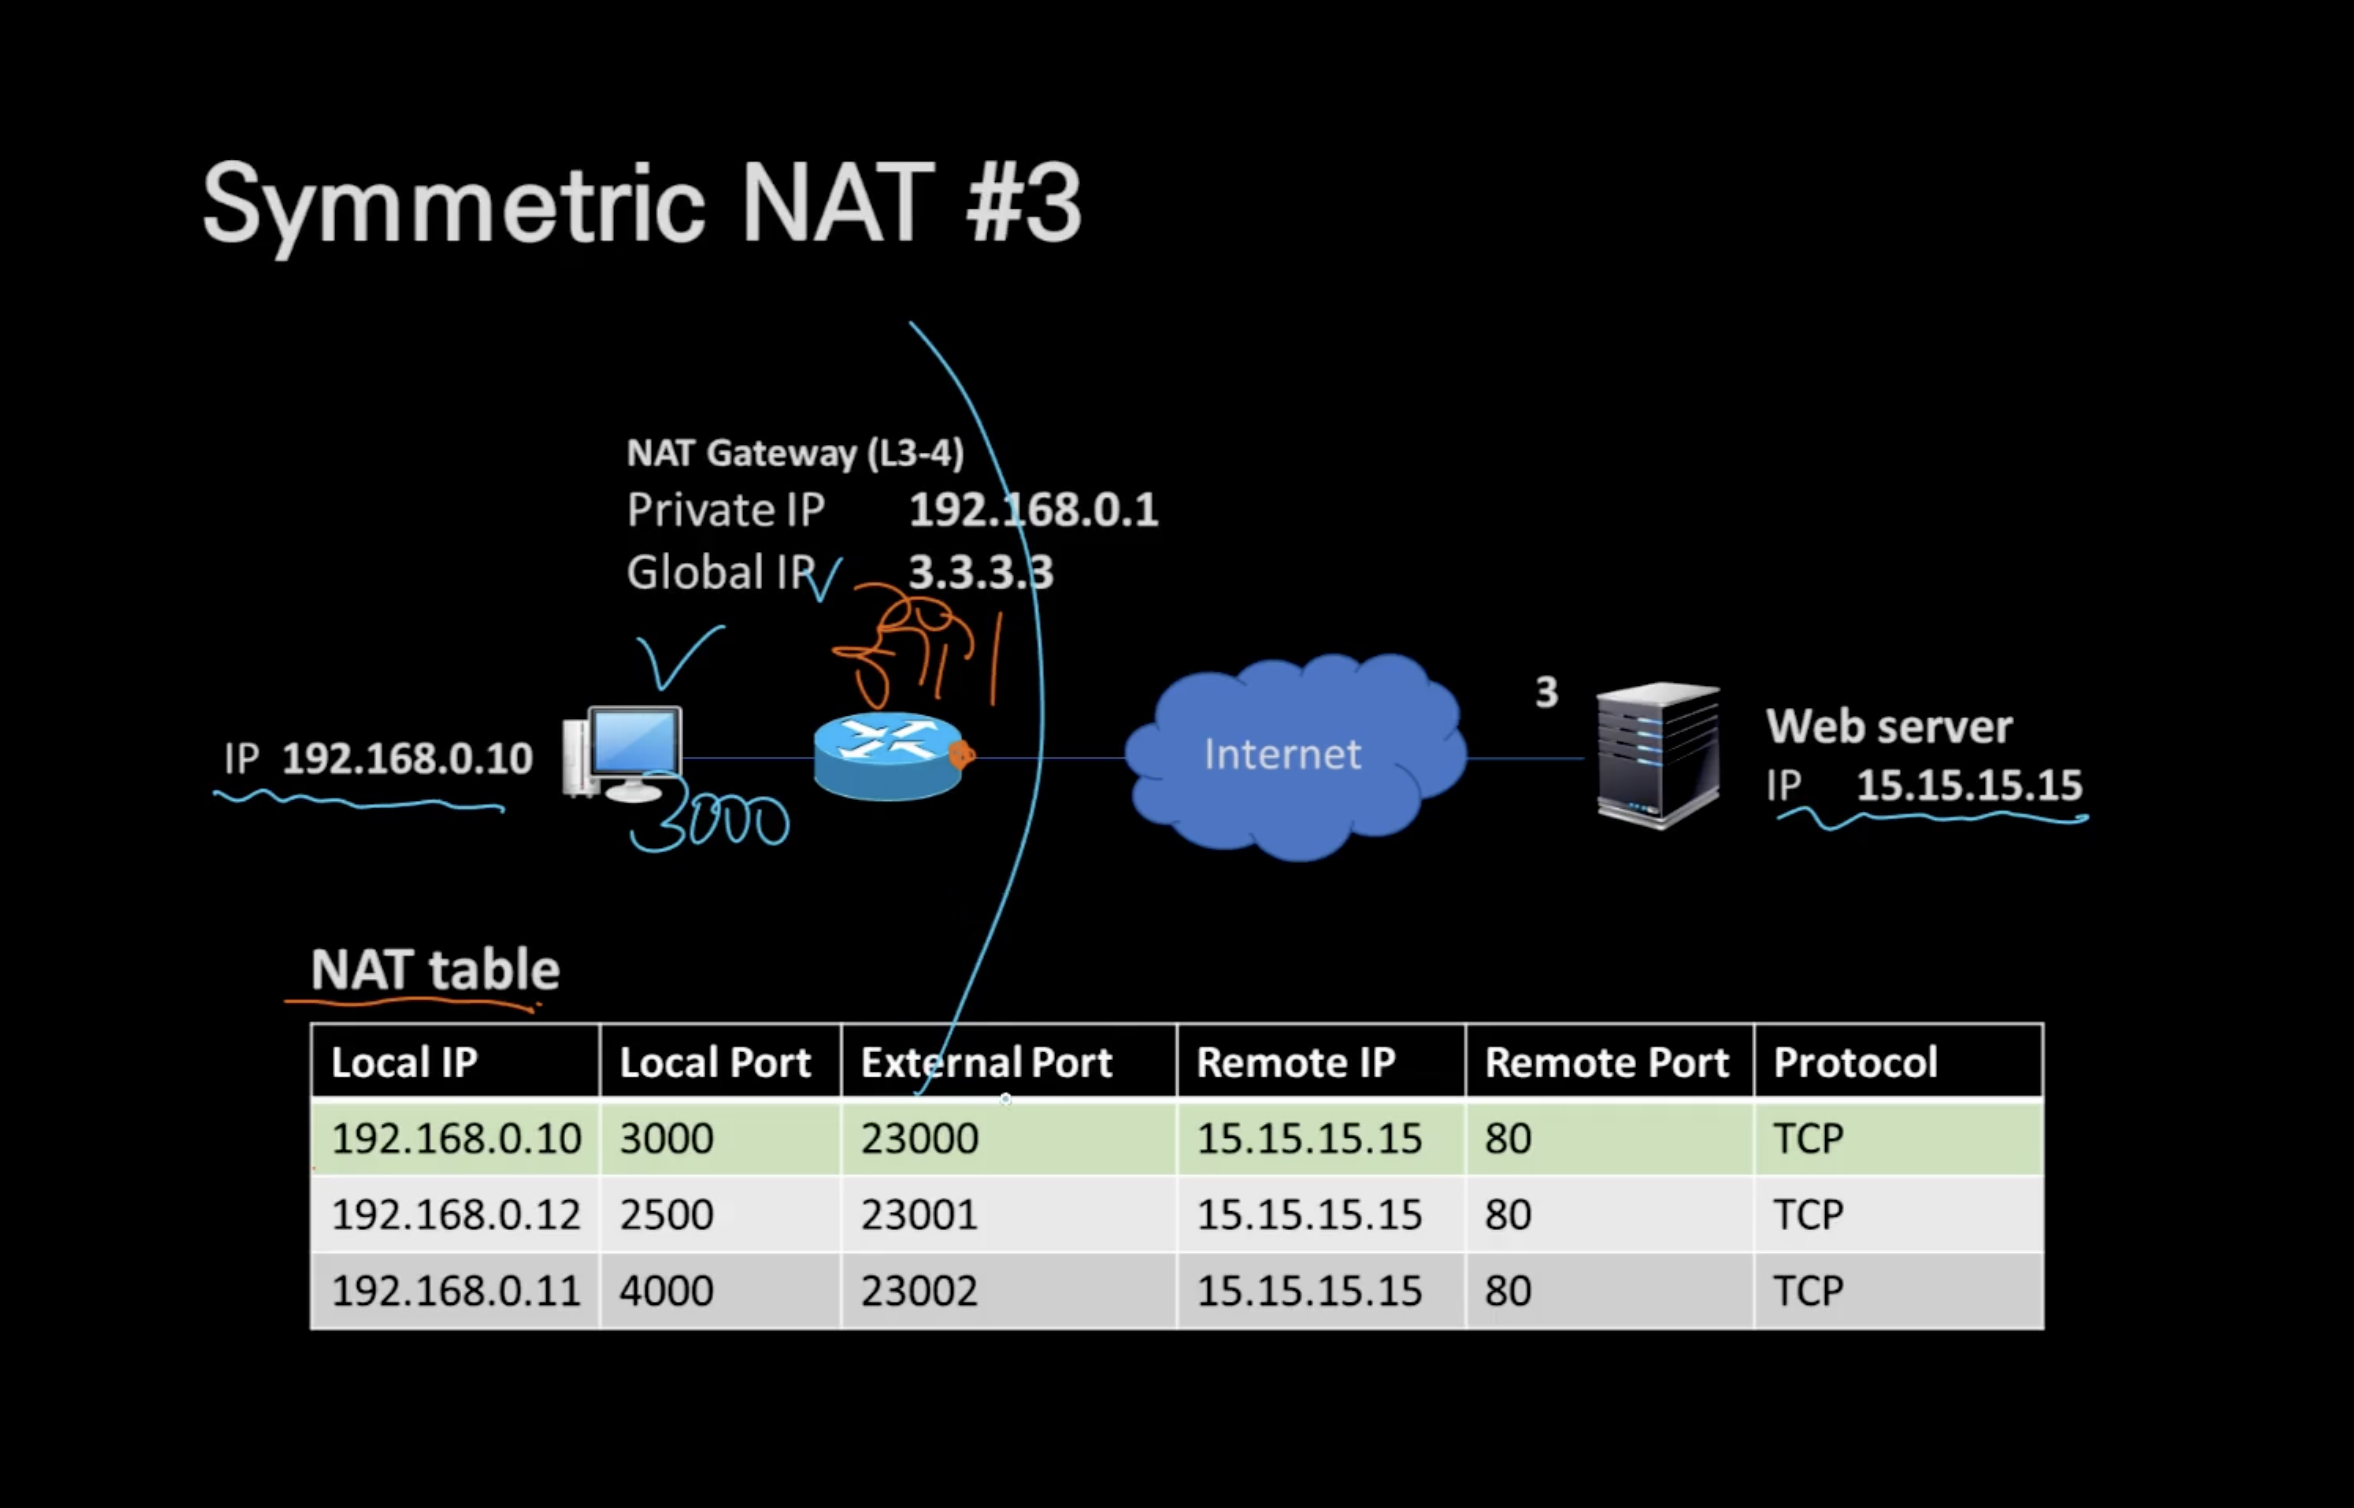 Symmetric NAT #3
NAT Gateway (L3-4)
Private IP 192.168.0.1
Global IP 3.3.3.3
공유기
IP 192.168.0.10
3000
Internet
3
Web server
IP 15.15.15.15
NAT table
Local IP Local Port External Port Remote IP Remote Port Protocol
192.168.0.10 3000 23000 15.15.15.15 80 TCP
192.168.0.12 2500 23001 15.15.15.15 80 TCP
192.168.0.11 4000 23002 15.15.15.15 80 TCP